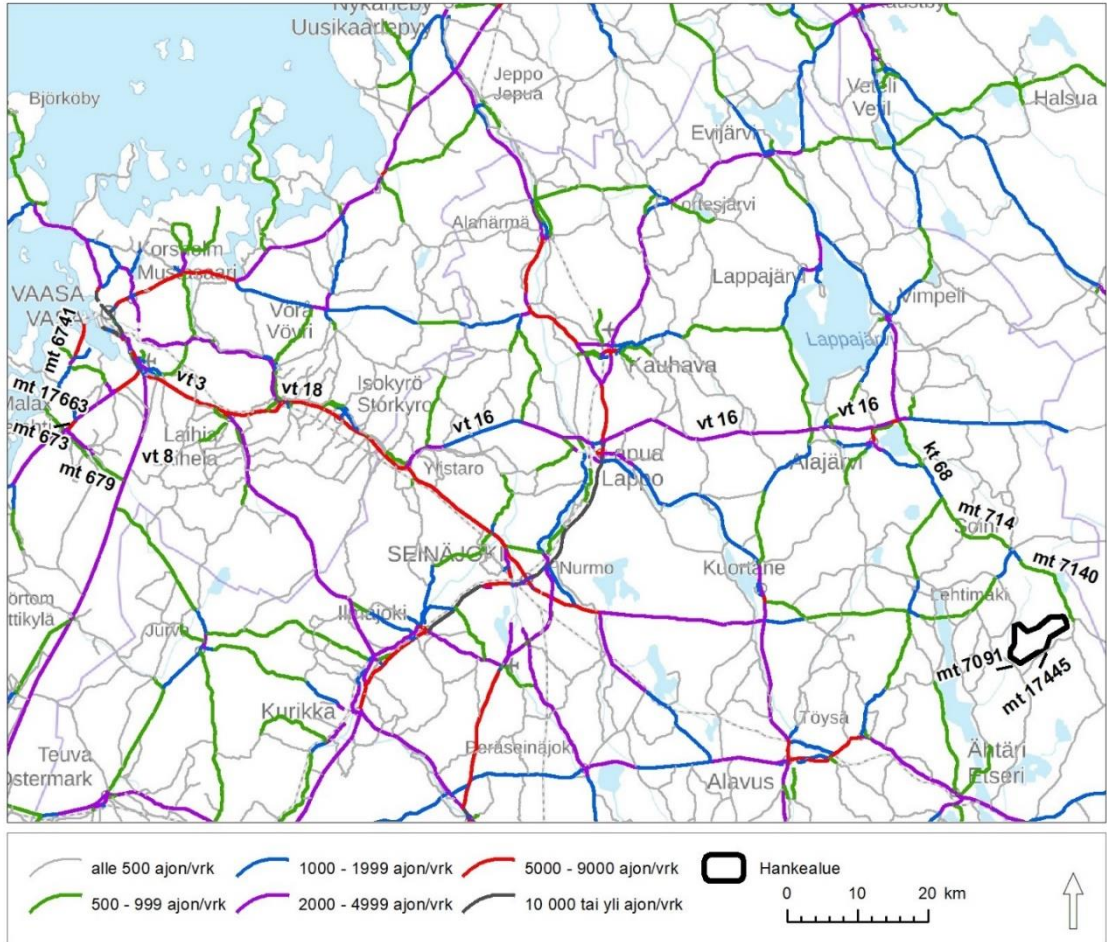 Nykarleby
Uusikaarlepyy
Kaustby
Jeppo
Jepua
Björköby
Veteli
Vetil
Halsua
Evijärvi
Kortesjärvi
Alahärmä
Korsholm
Mustasaari
Lappajärvi
VAASA
VASA
Vimpeli
Vörå
Vöyri
Lappajärvi
mt 6741
Isokyrö
Storkyro
Kauhava
vt 3
vt 18
mt 17663
Malax
vt 16
vt 16
vt 16
mt 673
Laihia
Laihela
vt 8
Lapua
Lappo
Alajärvi
kt 68
Ylistaro
mt 679
mt 714
Soini
SEINÄJOKI
Nurmo
Kuortane
mt 7140
Lehtimäki
Ilmajoki
Jurva
mt 7091
mt 17445
Kurikka
Töysä
Peräseinäjoki
Teuva
Östermark
Ähtäri
Etseri
Alavus
alle 500 ajon/vrk
1000 - 1999 ajon/vrk
5000 - 9000 ajon/vrk
Hankealue
500 - 999 ajon/vrk
2000 - 4999 ajon/vrk
10 000 tai yli ajon/vrk
0 10 20 km